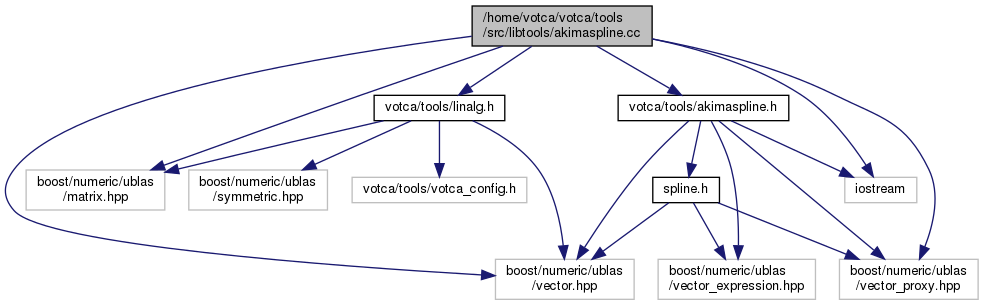 /home/votca/votca/tools
/src/libtools/akimaspline.cc
votca/tools/linalg.h
votca/tools/akimaspline.h
boost/numeric/ublas
/matrix.hpp
boost/numeric/ublas
/symmetric.hpp
votca/tools/votca_config.h
spline.h
iostream
boost/numeric/ublas
/vector.hpp
boost/numeric/ublas
/vector_expression.hpp
boost/numeric/ublas
/vector_proxy.hpp